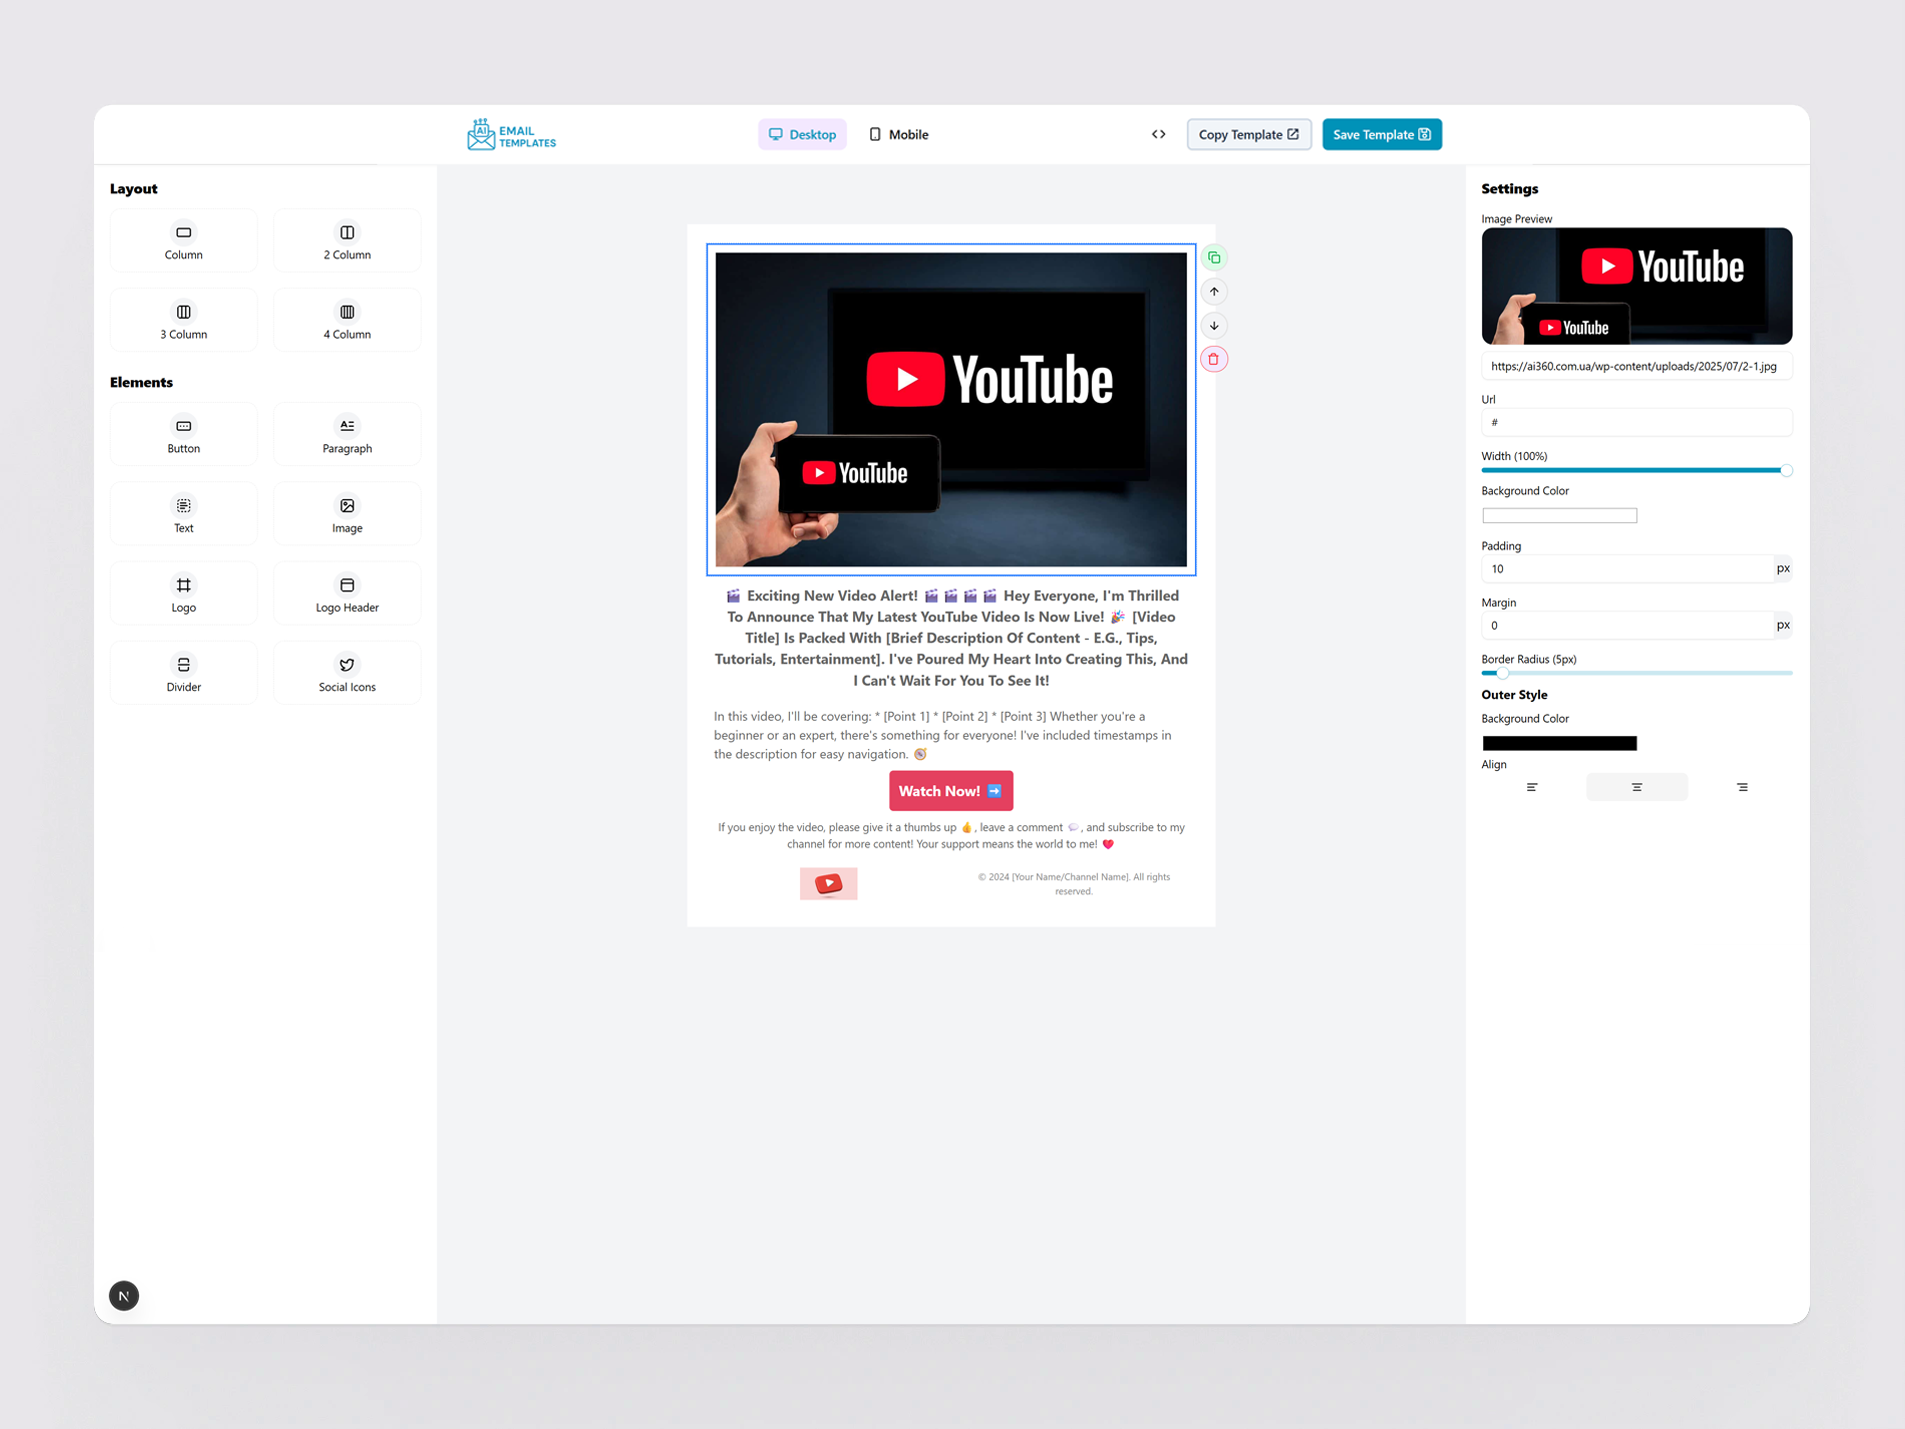 AI EMAIL
TEMPLATES
Desktop
Mobile
Copy Template
Save Template
Layout
Column
2 Column
3 Column
4 Column
Elements
Button
Paragraph
Text
Image
Logo
Logo Header
Divider
Social Icons
N
YouTube
YouTube
🎬 Exciting New Video Alert! 🎬 🎬 🎬 🎬 Hey Everyone, I'm Thrilled
To Announce That My Latest YouTube Video Is Now Live! 🎉 [Video
Title] Is Packed With [Brief Description Of Content - E.G., Tips,
Tutorials, Entertainment]. I've Poured My Heart Into Creating This, And
I Can't Wait For You To See It!
In this video, I'll be covering: * [Point 1] * [Point 2] * [Point 3] Whether you're a
beginner or an expert, there's something for everyone! I've included timestamps in
the description for easy navigation. 🧭
Watch Now! ➡️
If you enjoy the video, please give it a thumbs up 👍, leave a comment 💬, and subscribe to my
channel for more content! Your support means the world to me! ❤️
© 2024 [Your Name/Channel Name]. All rights
reserved.
Settings
Image Preview
YouTube
YouTube
https://ai360.com.ua/wp-content/uploads/2025/07/2-1.jpg
Url
#
Width (100%)
Background Color
Padding
10 px
Margin
0 px
Border Radius (5px)
Outer Style
Background Color
Align